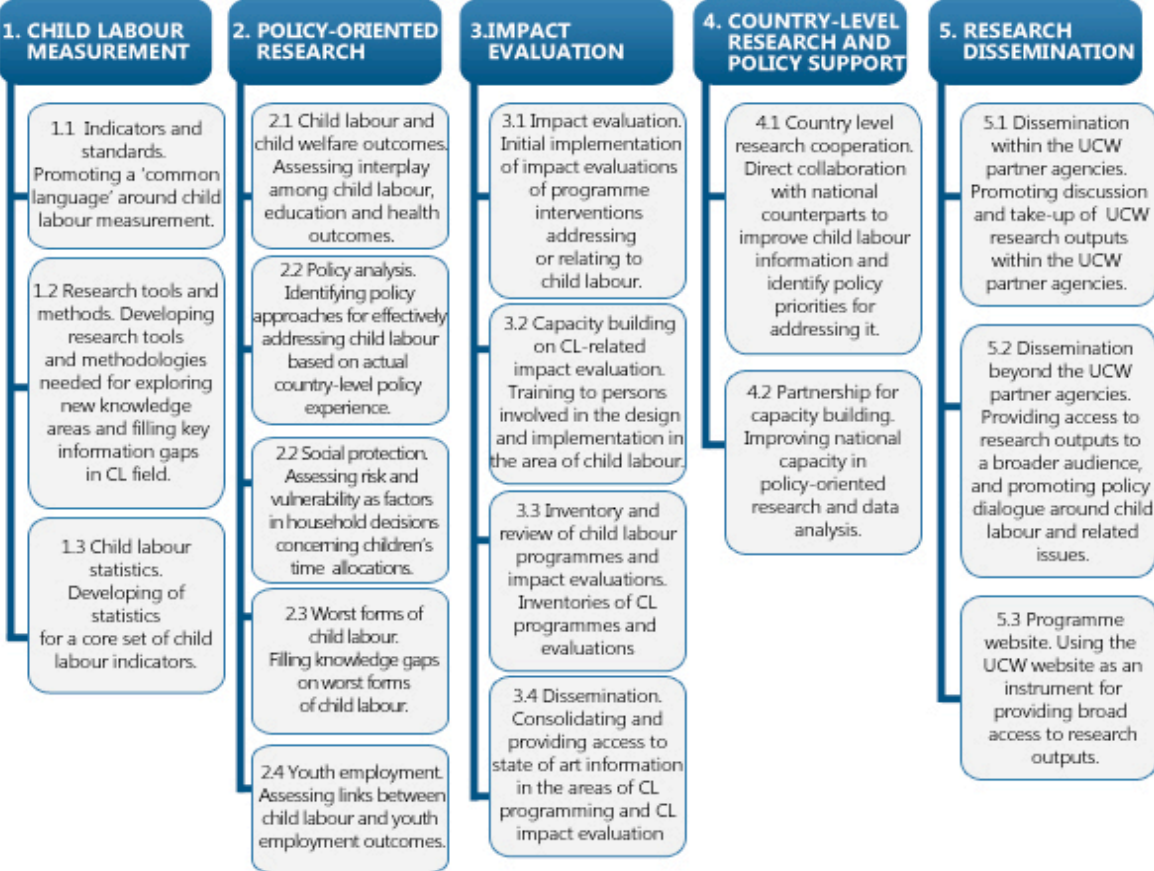 1. CHILD LABOUR
MEASUREMENT
1.1 Indicators and
standards.
Promoting a ‘common
language’ around child
labour measurement.
1.2 Research tools and
methods. Developing
research tools
and methodologies
needed for exploring
new knowledge
areas and filling key
information gaps
in CL field.
1.3 Child labour
statistics.
Developing of
statistics
for a core set of child
labour indicators.
2. POLICY-ORIENTED
RESEARCH
2.1 Child labour and
child welfare outcomes.
Assessing interplay
among child labour,
education and health
outcomes.
2.2 Policy analysis.
Identifying policy
approaches for effectively
addressing child labour
based on actual
country-level policy
experience.
2.2 Social protection.
Assessing risk and
vulnerability as factors
in household decisions
concerning children’s
time allocations.
2.3 Worst forms of
child labour.
Filling knowledge gaps
on worst forms
of child labour.
2.4 Youth employment.
Assessing links between
child labour and youth
employment outcomes.
3.IMPACT
EVALUATION
3.1 Impact evaluation.
Initial implementation
of impact evaluations
of programme
interventions
addressing
or relating to
child labour.
3.2 Capacity building
on CL-related
impact evaluation.
Training to persons
involved in the design
and implementation in
the area of child labour.
3.3 Inventory and
review of child labour
programmes and
impact evaluations.
Inventories of CL
programmes and
evaluations
3.4 Dissemination.
Consolidating and
providing access to
state of art information
in the areas of CL
programming and CL
impact evaluation
4. COUNTRY-LEVEL
RESEARCH AND
POLICY SUPPORT
4.1 Country level
research cooperation.
Direct collaboration
with national
counterparts to
improve child labour
information and
identify policy
priorities for
addressing it.
4.2 Partnership for
capacity building.
Improving national
capacity in
policy-oriented
research and data
analysis.
5. RESEARCH
DISSEMINATION
5.1 Dissemination
within the UCW
partner agencies.
Promoting discussion
and take-up of UCW
research outputs
within the UCW
partner agencies.
5.2 Dissemination
beyond the UCW
partner agencies.
Providing access to
research outputs to
a broader audience,
and promoting policy
dialogue around child
labour and related
issues.
5.3 Programme
website. Using the
UCW website as an
instrument for
providing broad
access to research
outputs.